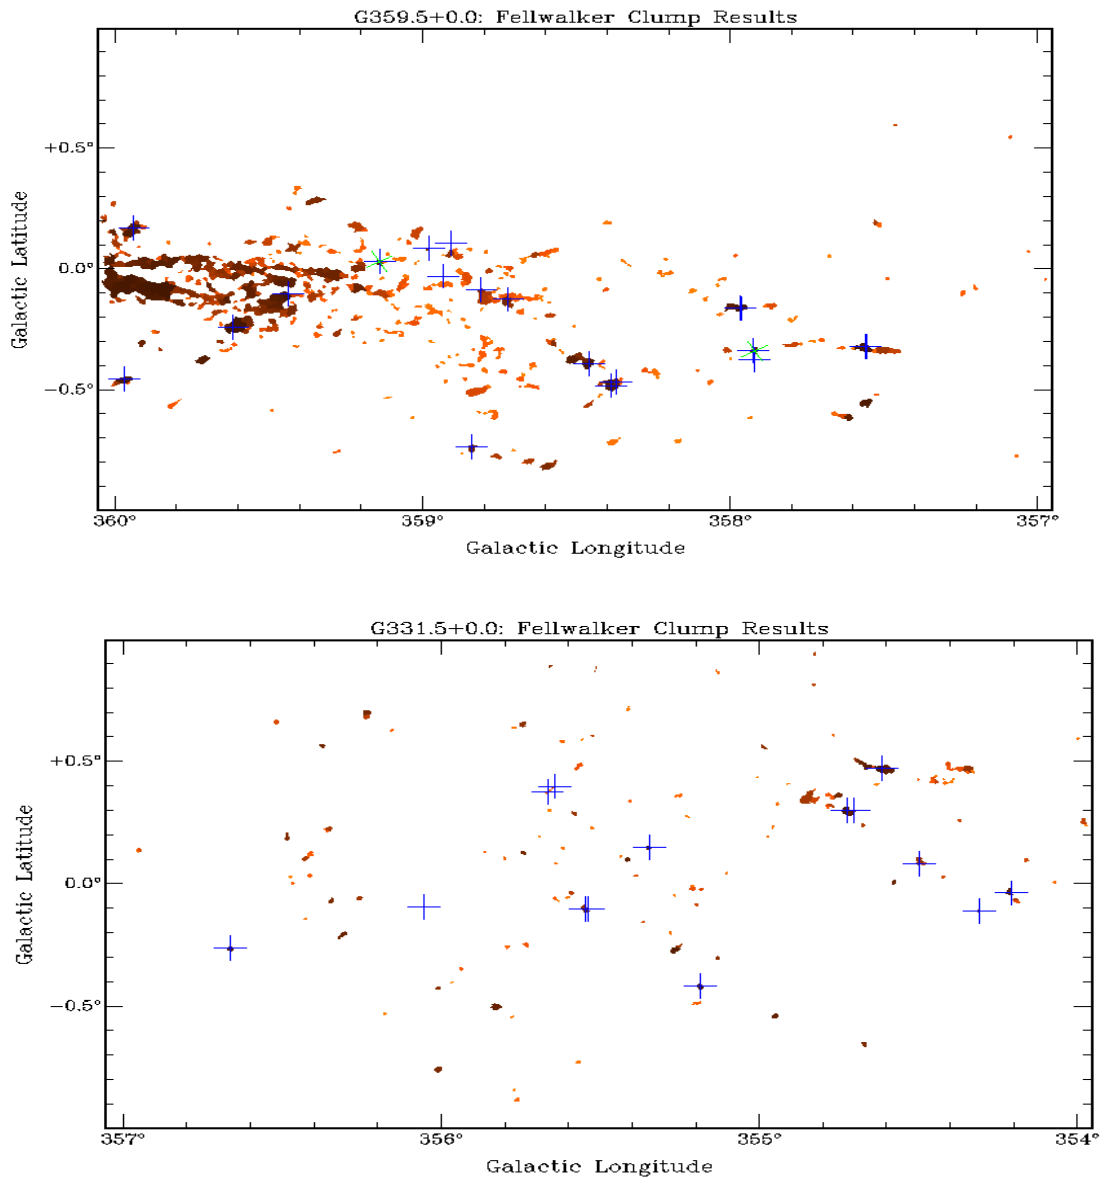 G359.5+0.0: Fellwalker Clump Results
+0.5°
0.0°
−0.5°
Galactic Latitude
360° 359° 358° 357°
Galactic Longitude
G331.5+0.0: Fellwalker Clump Results
+0.5°
0.0°
−0.5°
Galactic Latitude
357° 356° 355° 354°
Galactic Longitude